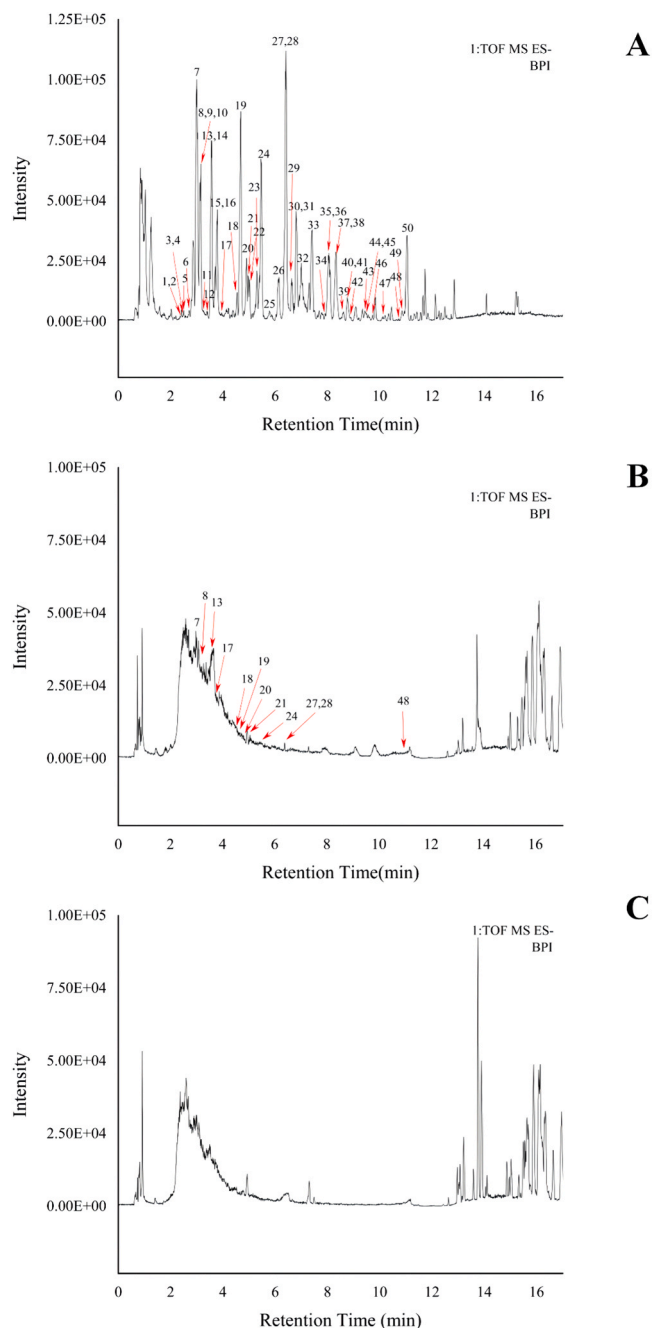 A
1:TOF MS ES-
BPI
1.25E+05
1.00E+05
7.50E+04
5.00E+04
2.50E+04
0.00E+00
Intensity
27,28
7
8,9,10
13,14
19
24
23
29
15,16
18
21
22
30,31
35,36
37,38
33
50
3,4
6
5
1,2
11
12
17
20
26
25
32
34
39
40,41
42
43
44,45
46
47
49
48
0 2 4 6 8 10 12 14 16
Retention Time(min)
B
1:TOF MS ES-
BPI
1.00E+05
7.50E+04
5.00E+04
2.50E+04
0.00E+00
Intensity
7
8
13
17
18
19
20
21
24
27,28
48
0 2 4 6 8 10 12 14 16
Retention Time(min)
C
1:TOF MS ES-
BPI
1.00E+05
7.50E+04
5.00E+04
2.50E+04
0.00E+00
Intensity
0 2 4 6 8 10 12 14 16
Retention Time (min)